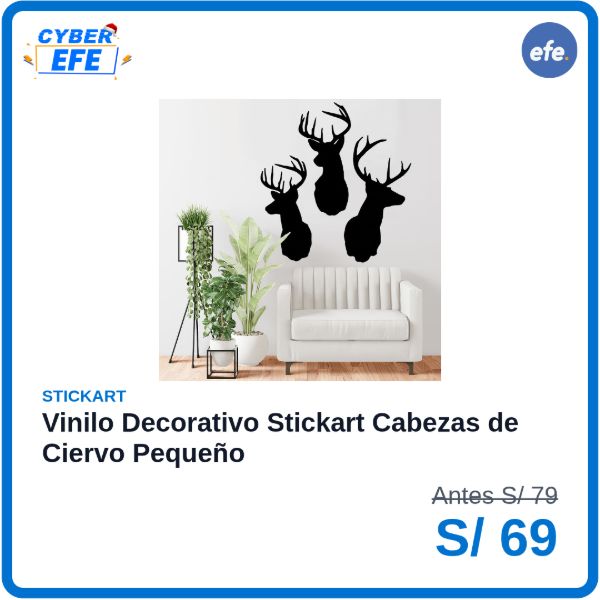 CYBER
EFE
efe.
STICKART
Vinilo Decorativo Stickart Cabezas de
Ciervo Pequeño
Antes S/ 79
S/ 69